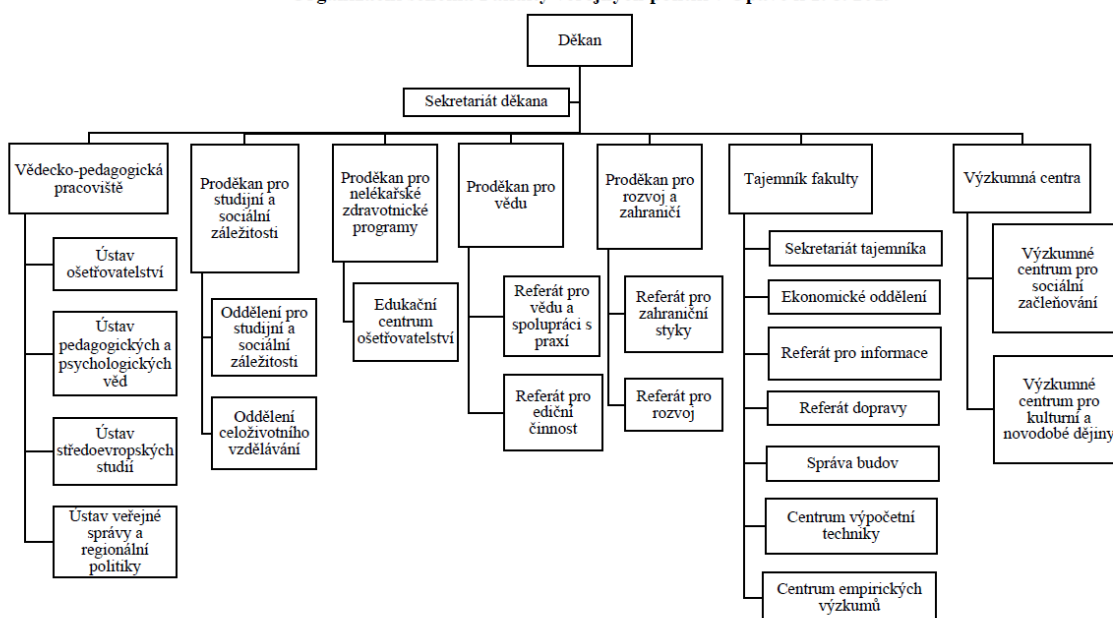 Děkan
Sekretariát děkana
Vědecko-pedagogická
pracoviště
Ústav
ošetřovatelství
Ústav
pedagogických a
psychologických
věd
Ústav
středoevropských
studií
Ústav veřejné
správy a
regionální
politiky
Proděkan pro
studijní a
sociální
záležitosti
Oddělení pro
studijní a
sociální
záležitosti
Oddělení
celoživotního
vzdělávání
Proděkan pro
nelékařské
zdravotnické
programy
Edukační
centrum
ošetřovatelství
Proděkan pro
vědu
Referát pro
vědu a
spolupráci s
praxí
Referát pro
ediční
činnost
Proděkan pro
rozvoj a
zahraničí
Referát pro
zahraniční
styky
Referát pro
rozvoj
Tajemník fakulty
Sekretariát tajemníka
Ekonomické oddělení
Referát pro informace
Referát dopravy
Správa budov
Centrum výpočetní
techniky
Centrum empirických
výzkumů
Výzkumná centra
Výzkumné
centrum pro
sociální
začleňování
Výzkumné
centrum pro
kulturní a
novodobé dějiny